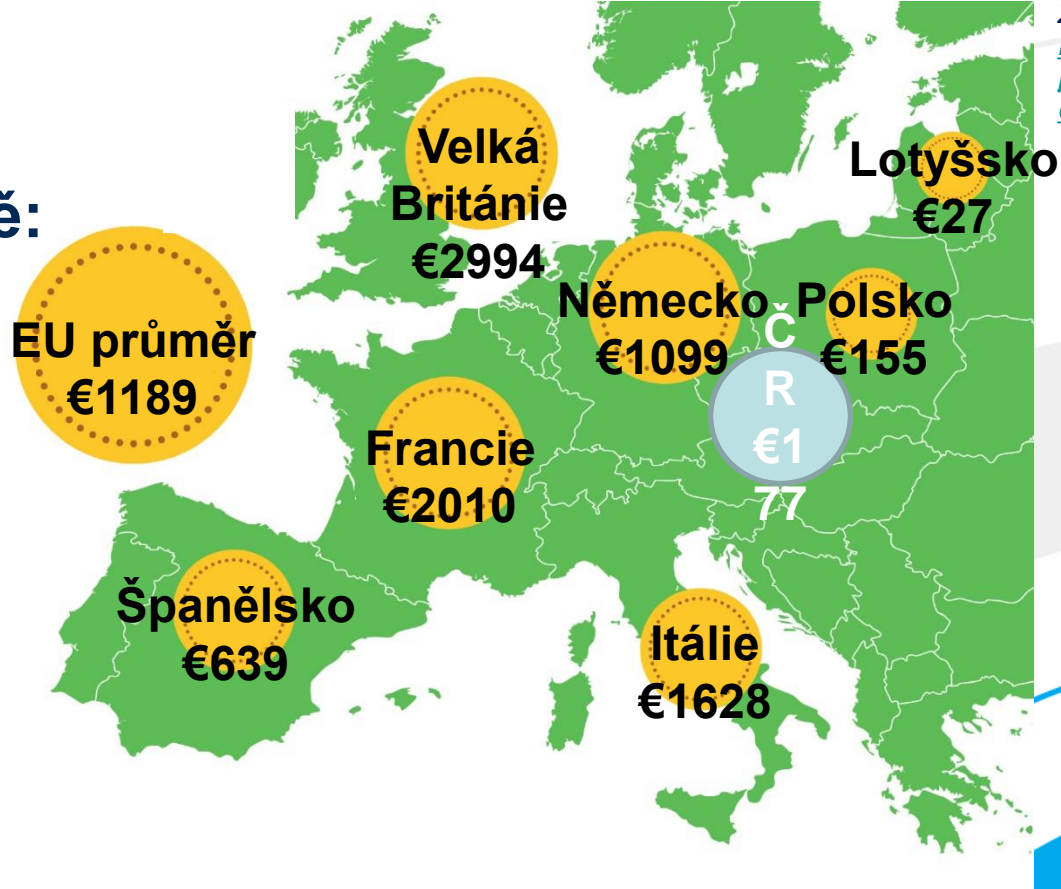 ě:
EU průměr
€1189
Velká
Británie
€2994
Lotyšsko
€27
Německo
€1099
Polsko
€155
Č
R
€1
77
Francie
€2010
Španělsko
€639
Itálie
€1628